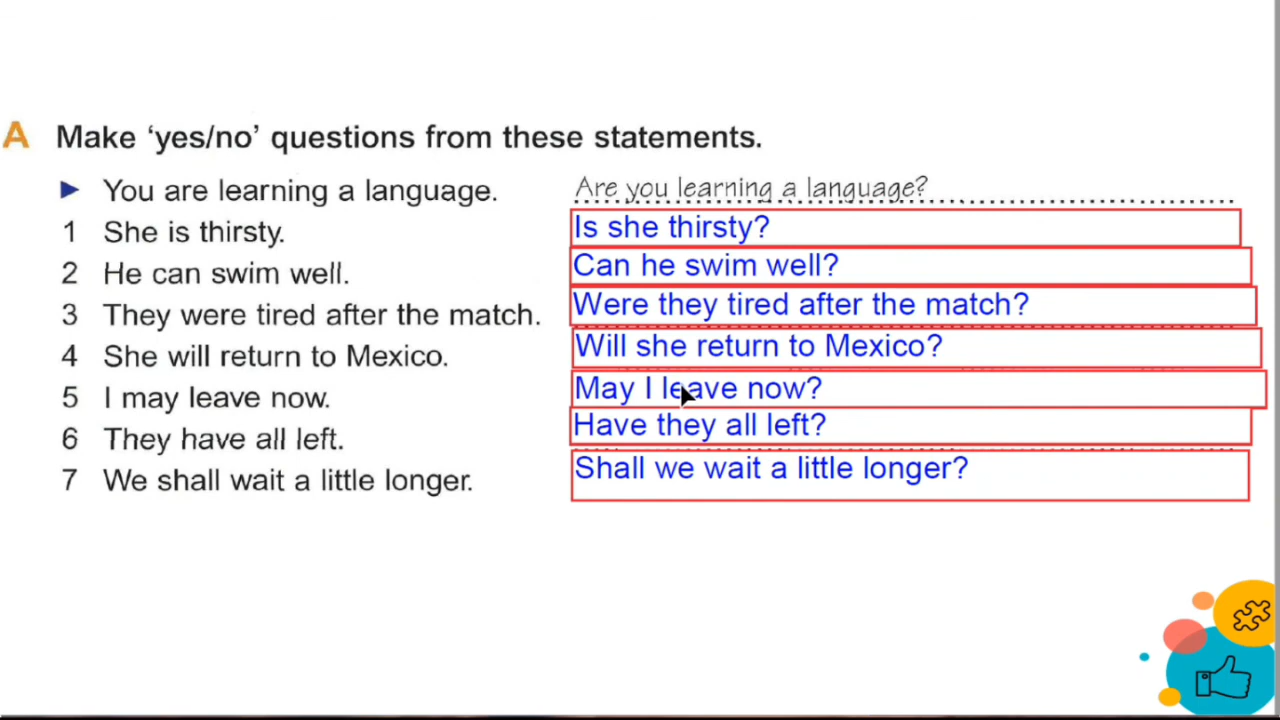 A Make ‘yes/no’ questions from these statements.
► You are learning a language. Are you learning a language?
1 She is thirsty. Is she thirsty?
2 He can swim well. Can he swim well?
3 They were tired after the match. Were they tired after the match?
4 She will return to Mexico. Will she return to Mexico?
5 I may leave now. May I leave now?
6 They have all left. Have they all left?
7 We shall wait a little longer. Shall we wait a little longer?